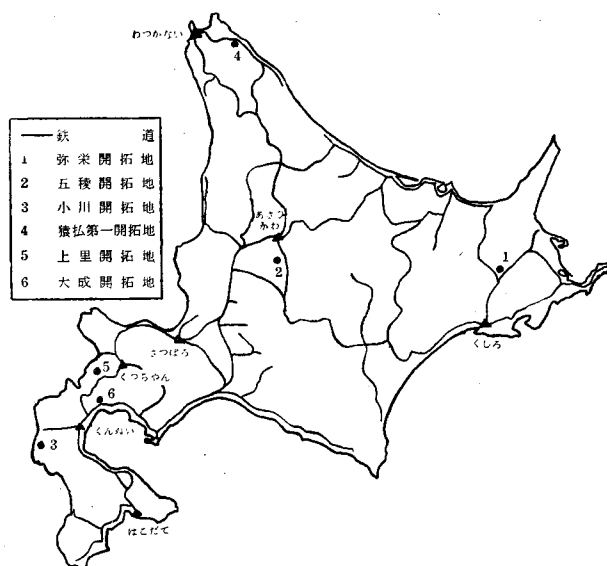 わつかない
4
鉄道
1 弥栄開拓地
2 五稜開拓地
3 小川開拓地
4 猿払第一開拓地
5 上里開拓地
6 大成開拓地
あさひかわ
2
1
くしろ
さつぽろ
5
くつちやん
6
くんぬい
3
はこだて